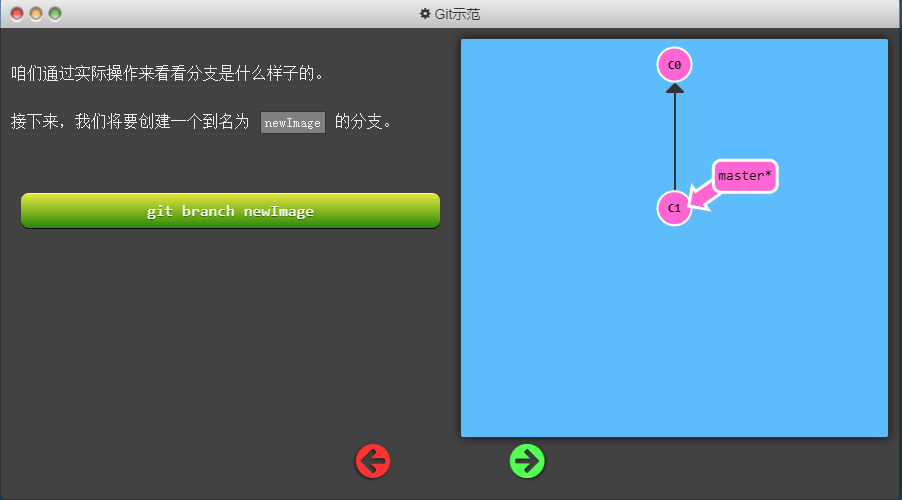 Git示范
咱们通过实际操作来看看分支是什么样子的。
接下来，我们将要创建一个到名为 newImage 的分支。
git branch newImage
C0
master*
C1